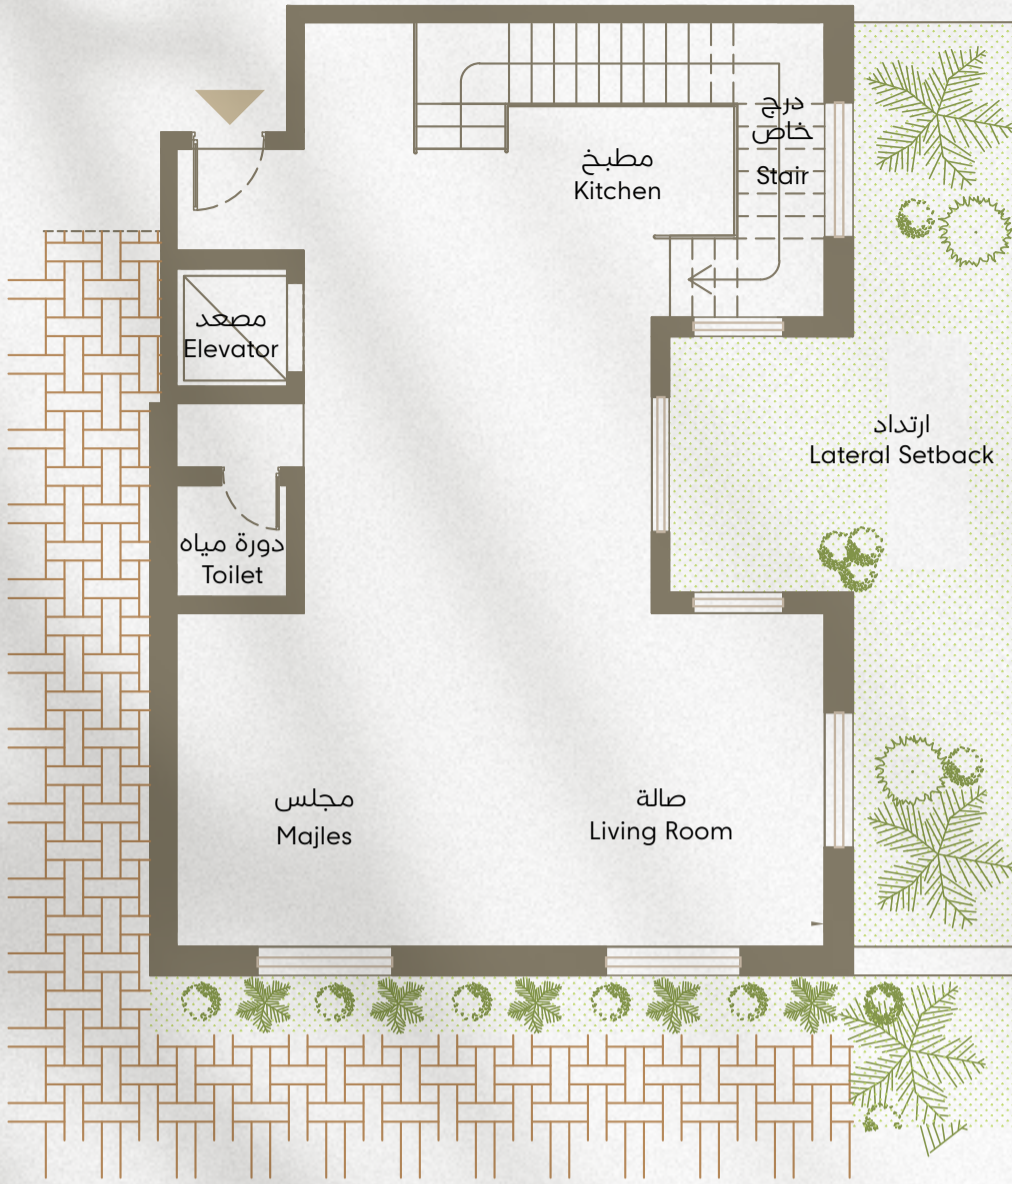 درج
خاص
Stair
مطبخ
Kitchen
مصعد
Elevator
ارتداد
Lateral Setback
دورة مياه
Toilet
مجلس
Majles
صالة
Living Room